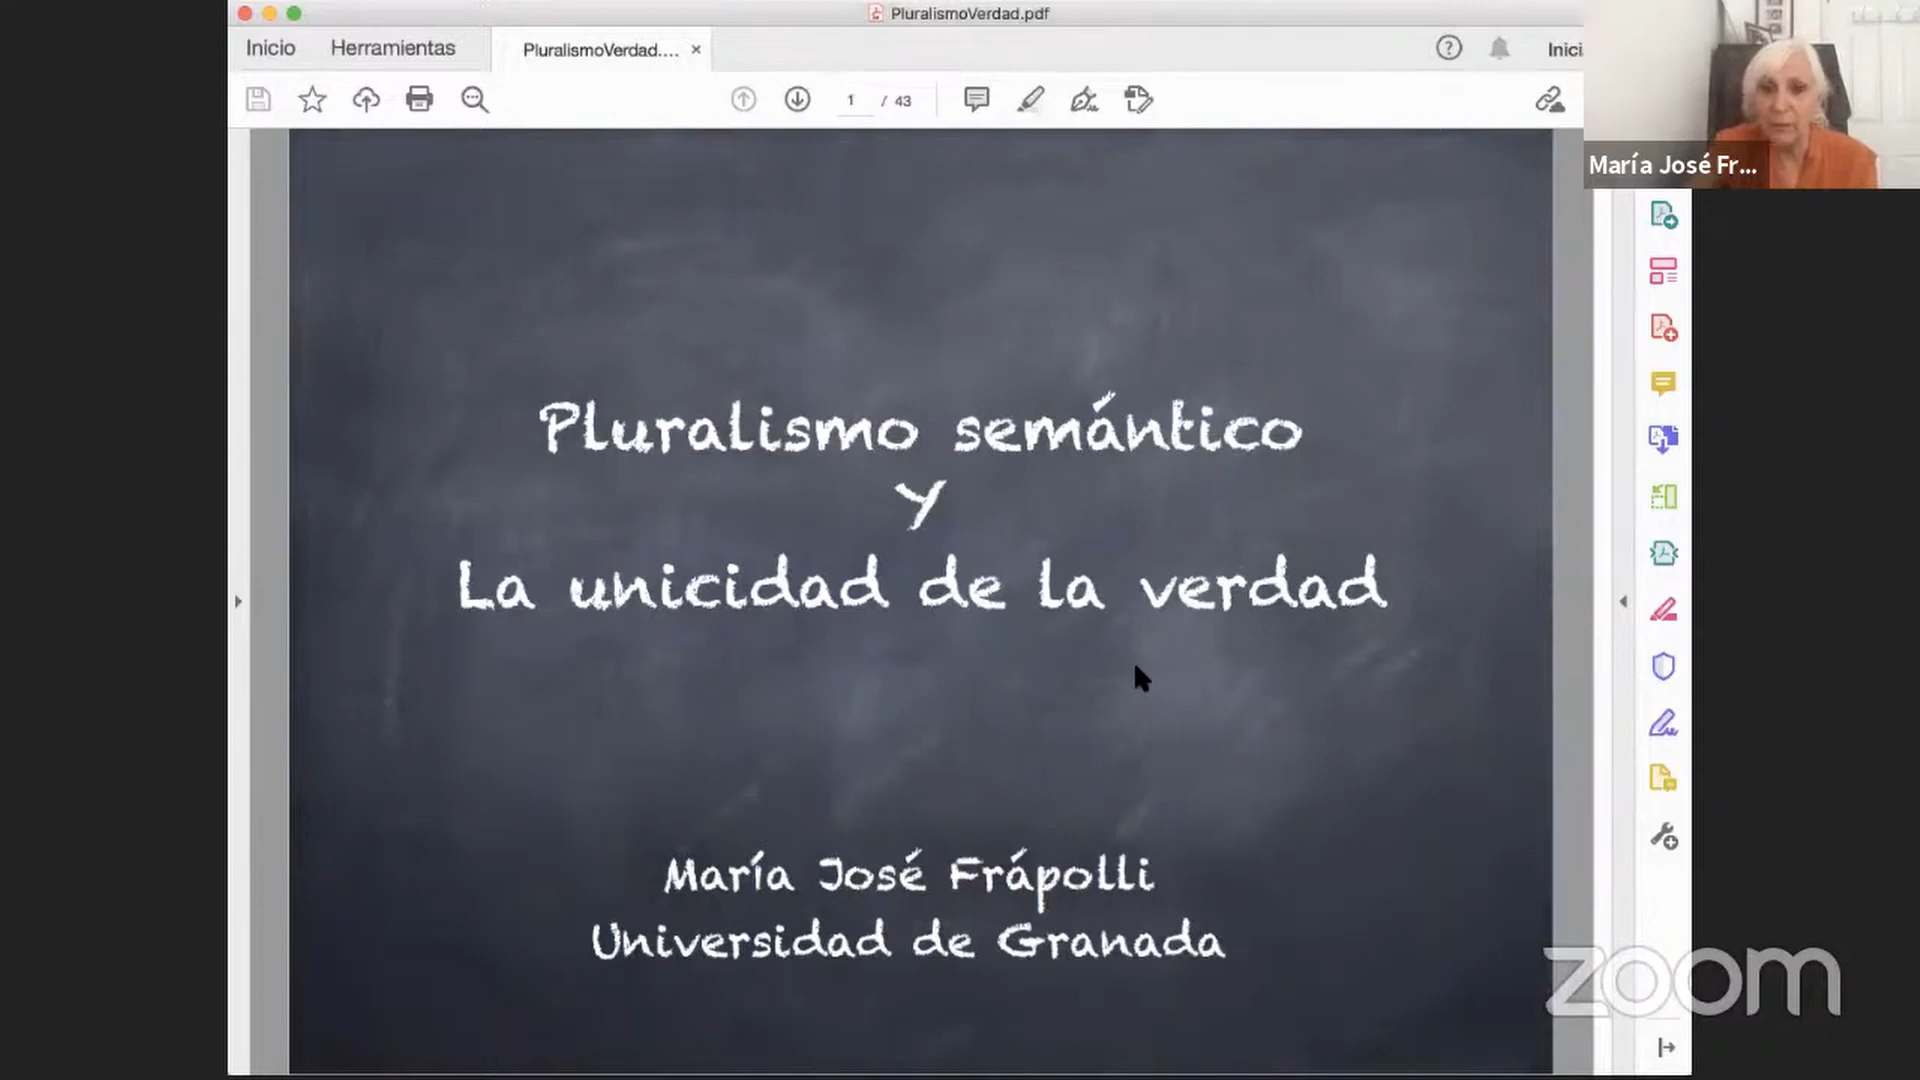 PluralismoVerdad.pdf
Inicio
Herramientas
PluralismoVerdad....
Inici
1 / 43
María José Fr...
Pluralismo semántico
y
La unicidad de la verdad
María José Frápolli
Universidad de Granada
zoom